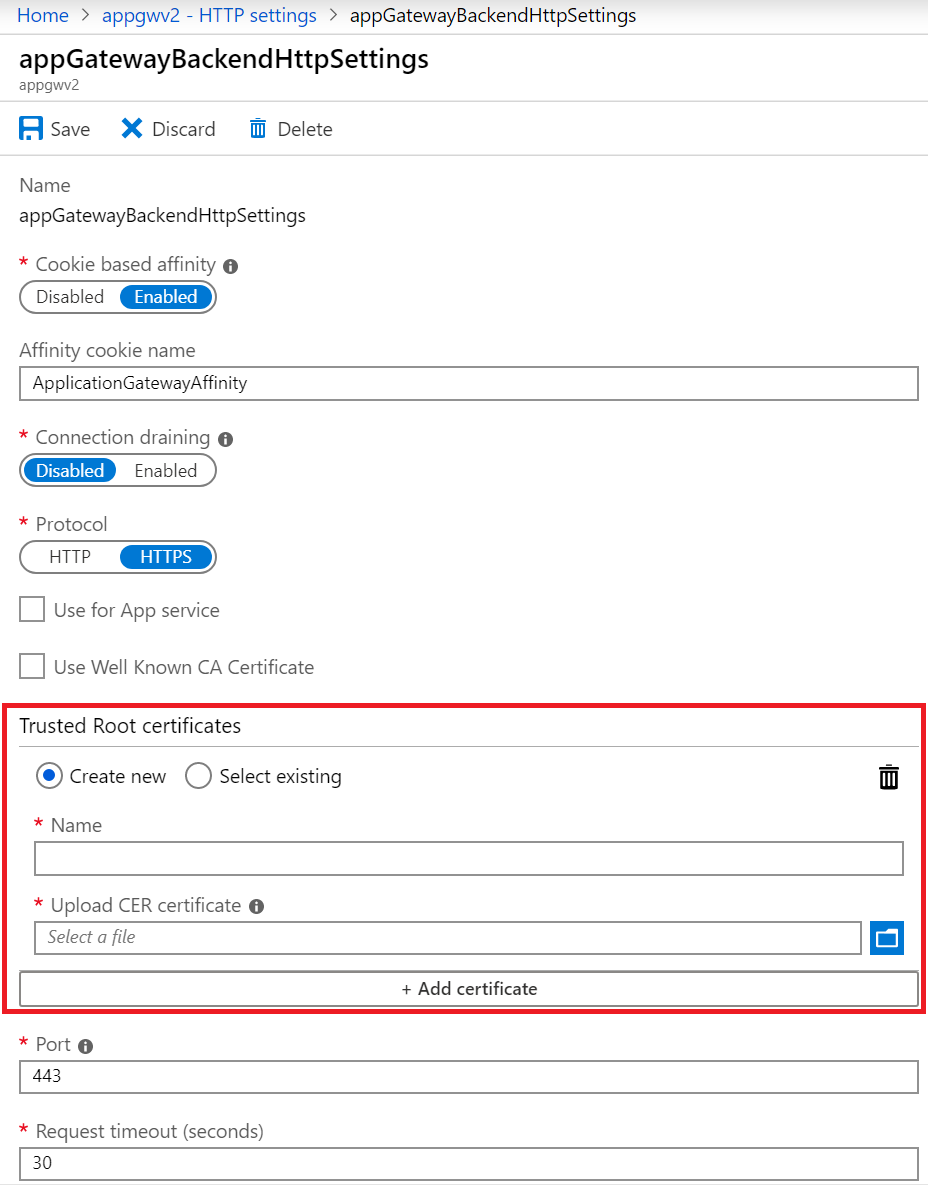 Home > appgwv2 - HTTP settings > appGatewayBackendHttpSettings
appGatewayBackendHttpSettings
appgwv2
Save Discard Delete
Name
appGatewayBackendHttpSettings
* Cookie based affinity
Disabled Enabled
Affinity cookie name
ApplicationGatewayAffinity
* Connection draining
Disabled Enabled
* Protocol
HTTP HTTPS
Use for App service
Use Well Known CA Certificate
Trusted Root certificates
Create new Select existing
* Name
* Upload CER certificate
Select a file
+ Add certificate
* Port
443
* Request timeout (seconds)
30